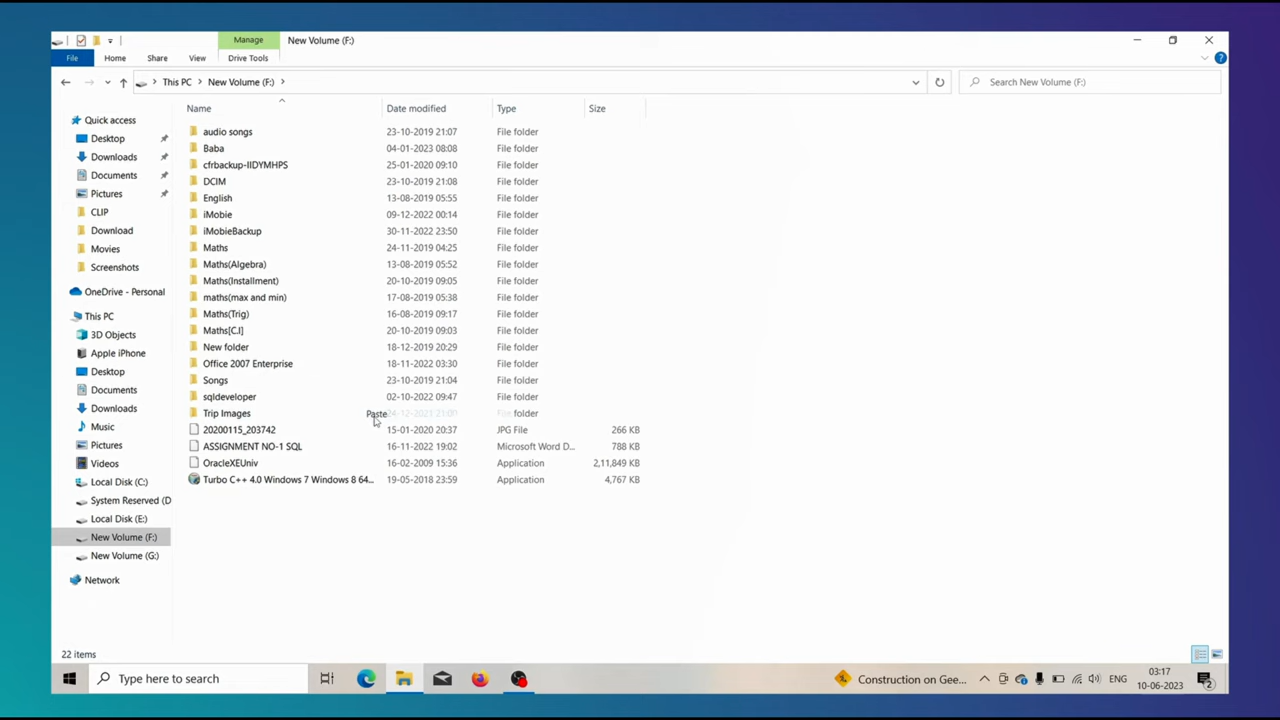 Manage
New Volume (F:)
File
Home
Share
View
Drive Tools
This PC
New Volume (F:)
Search New Volume (F:)
Name
Date modified
Type
Size
Quick access
Desktop
Downloads
Documents
Pictures
CLIP
Download
Movies
Screenshots
OneDrive - Personal
This PC
3D Objects
Apple iPhone
Desktop
Documents
Downloads
Music
Pictures
Videos
Local Disk (C:)
System Reserved (D
Local Disk (E:)
New Volume (F:)
New Volume (G:)
Network
audio songs 23-10-2019 21:07 File folder
Baba 04-01-2023 08:08 File folder
cfrbackup-IIDYMHPS 25-01-2020 09:10 File folder
DCIM 23-10-2019 21:08 File folder
English 13-08-2019 05:55 File folder
iMobie 09-12-2022 00:14 File folder
iMobieBackup 30-11-2022 23:50 File folder
Maths 24-11-2019 04:25 File folder
Maths(Algebra) 13-08-2019 05:52 File folder
Maths(Installment) 20-10-2019 09:05 File folder
maths(max and min) 17-08-2019 05:38 File folder
Maths(Trig) 16-08-2019 09:17 File folder
Maths[C.I] 20-10-2019 09:03 File folder
New folder 18-12-2019 20:29 File folder
Office 2007 Enterprise 18-11-2022 03:30 File folder
Songs 23-10-2019 21:04 File folder
sqldeveloper 02-10-2022 09:47 File folder
Trip Images Paste File folder
20200115_203742 15-01-2020 20:37 JPG File 266 KB
ASSIGNMENT NO-1 SQL 16-11-2022 19:02 Microsoft Word D... 788 KB
OracleXEUniv 16-02-2009 15:36 Application 2,11,849 KB
Turbo C++ 4.0 Windows 7 Windows 8 64... 19-05-2018 23:59 Application 4,767 KB
22 items
Type here to search
Construction on Gee...
ENG
03:17
10-06-2023
2